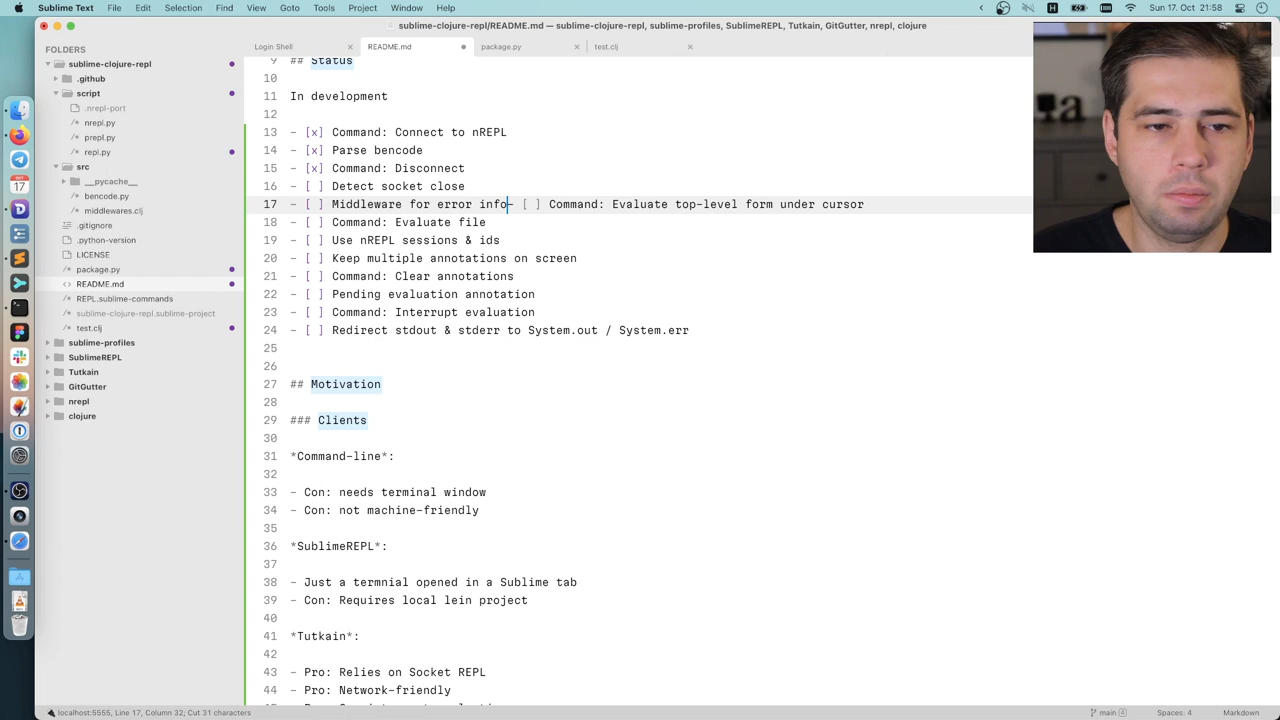 Sublime Text
File
Edit
Selection
Find
View
Goto
Tools
Project
Window
Help
Sun 17. Oct 21:58
sublime-clojure-repl/README.md — sublime-clojure-repl, sublime-profiles, SublimeREPL, Tutkain, GitGutter, nrepl, clojure
FOLDERS
sublime-clojure-repl
.github
script
.nrepl-port
nrepl.py
prepl.py
repl.py
src
__pycache__
bencode.py
middlewares.clj
.gitignore
.python-version
LICENSE
package.py
README.md
REPL.sublime-commands
sublime-clojure-repl.sublime-project
test.clj
sublime-profiles
SublimeREPL
Tutkain
GitGutter
nrepl
clojure
Login Shell
README.md
package.py
test.clj
9 ## Status
10
11 In development
12
13 - [x] Command: Connect to nREPL
14 - [x] Parse bencode
15 - [x] Command: Disconnect
16 - [ ] Detect socket close
17 - [ ] Middleware for error info- [ ] Command: Evaluate top-level form under cursor
18 - [ ] Command: Evaluate file
19 - [ ] Use nREPL sessions & ids
20 - [ ] Keep multiple annotations on screen
21 - [ ] Command: Clear annotations
22 - [ ] Pending evaluation annotation
23 - [ ] Command: Interrupt evaluation
24 - [ ] Redirect stdout & stderr to System.out / System.err
25
26
27 ## Motivation
28
29 ### Clients
30
31 *Command-line*:
32
33 - Con: needs terminal window
34 - Con: not machine-friendly
35
36 *SublimeREPL*:
37
38 - Just a termnial opened in a Sublime tab
39 - Con: Requires local lein project
40
41 *Tutkain*:
42
43 - Pro: Relies on Socket REPL
44 - Pro: Network-friendly
localhost:5555, Line 17, Column 32; Cut 31 characters
main 4
Spaces: 4
Markdown